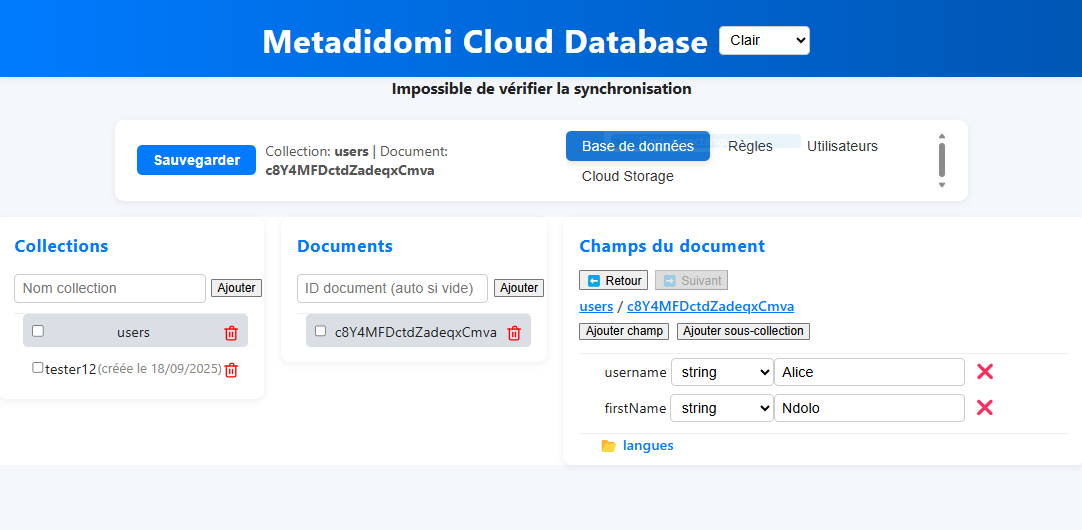 Metadidomi Cloud Database Clair
Impossible de vérifier la synchronisation
Sauvegarder
Collection: users | Document:
c8Y4MFDctdZadeqxCmva
Base de données Règles Utilisateurs
Cloud Storage
Collections
Nom collection Ajouter
users
tester12 (créée le 18/09/2025)
Documents
ID document (auto si vide) Ajouter
c8Y4MFDctdZadeqxCmva
Champs du document
Retour Suivant
users / c8Y4MFDctdZadeqxCmva
Ajouter champ Ajouter sous-collection
username string Alice
firstName string Ndolo
langues